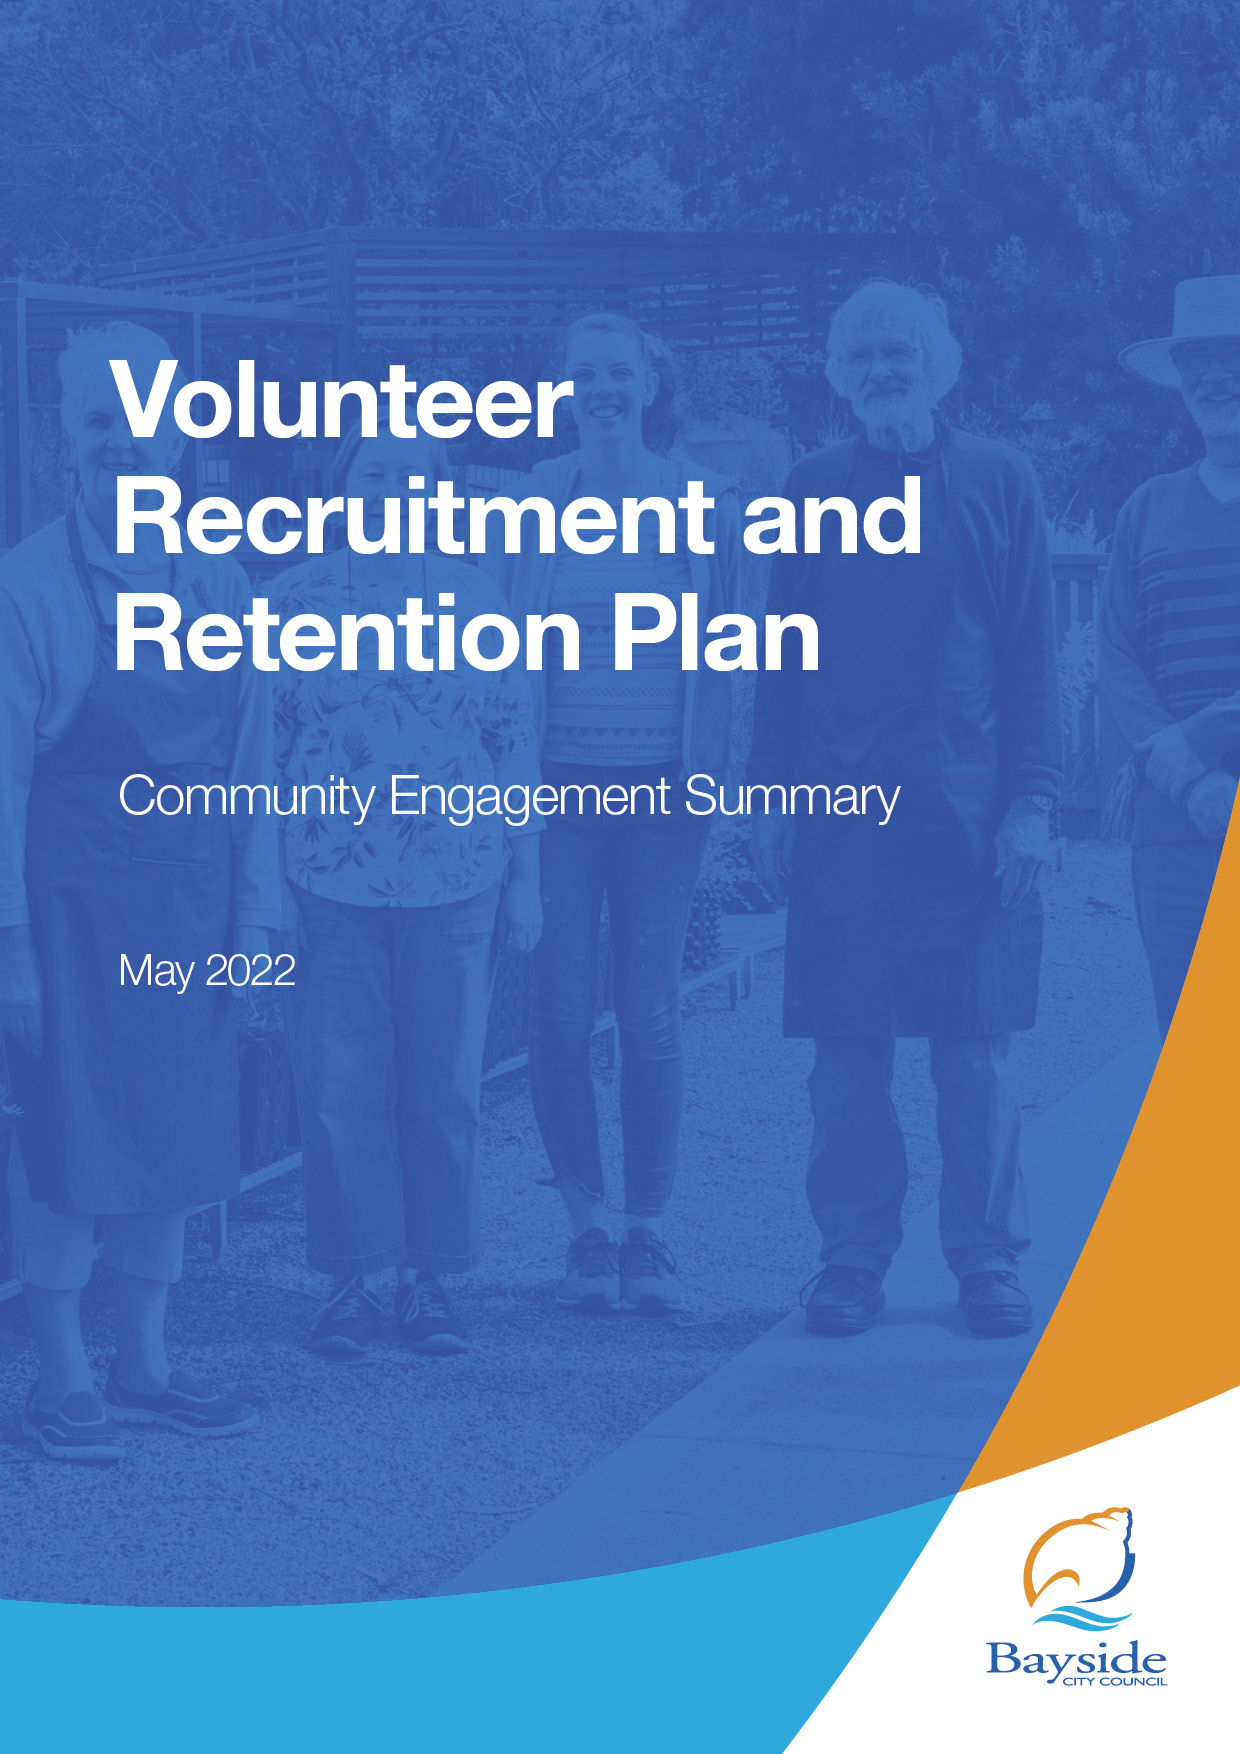 Volunteer
Recruitment and
Retention Plan
Community Engagement Summary
May 2022
Bayside
CITY COUNCIL